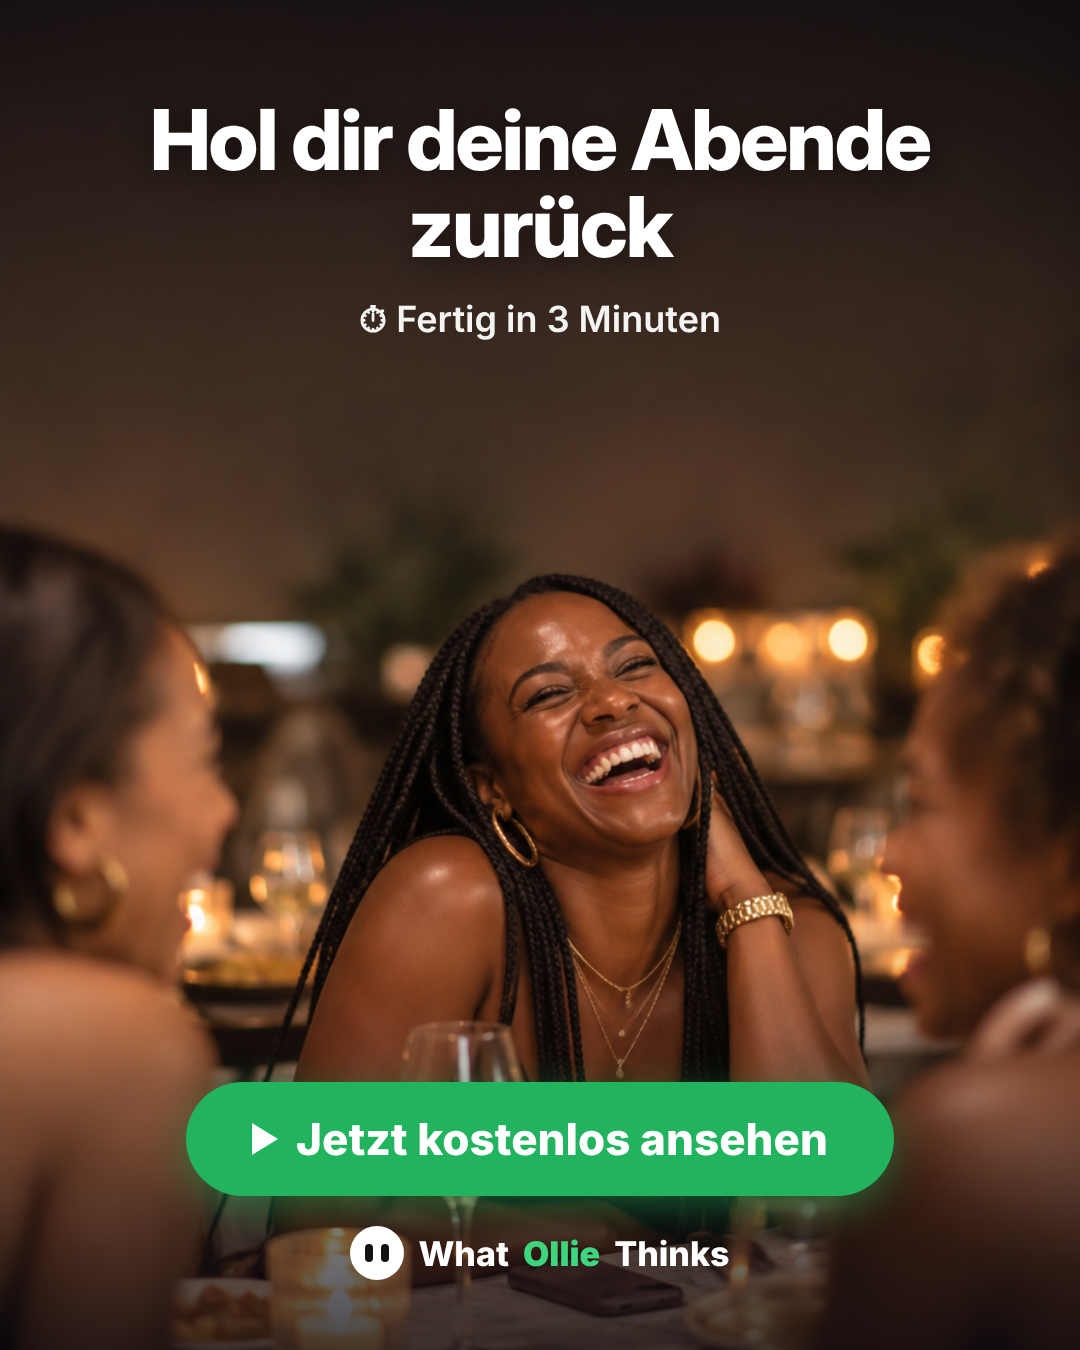 Hol dir deine Abende
zurück
⏱ Fertig in 3 Minuten
▶ Jetzt kostenlos ansehen
What Ollie Thinks